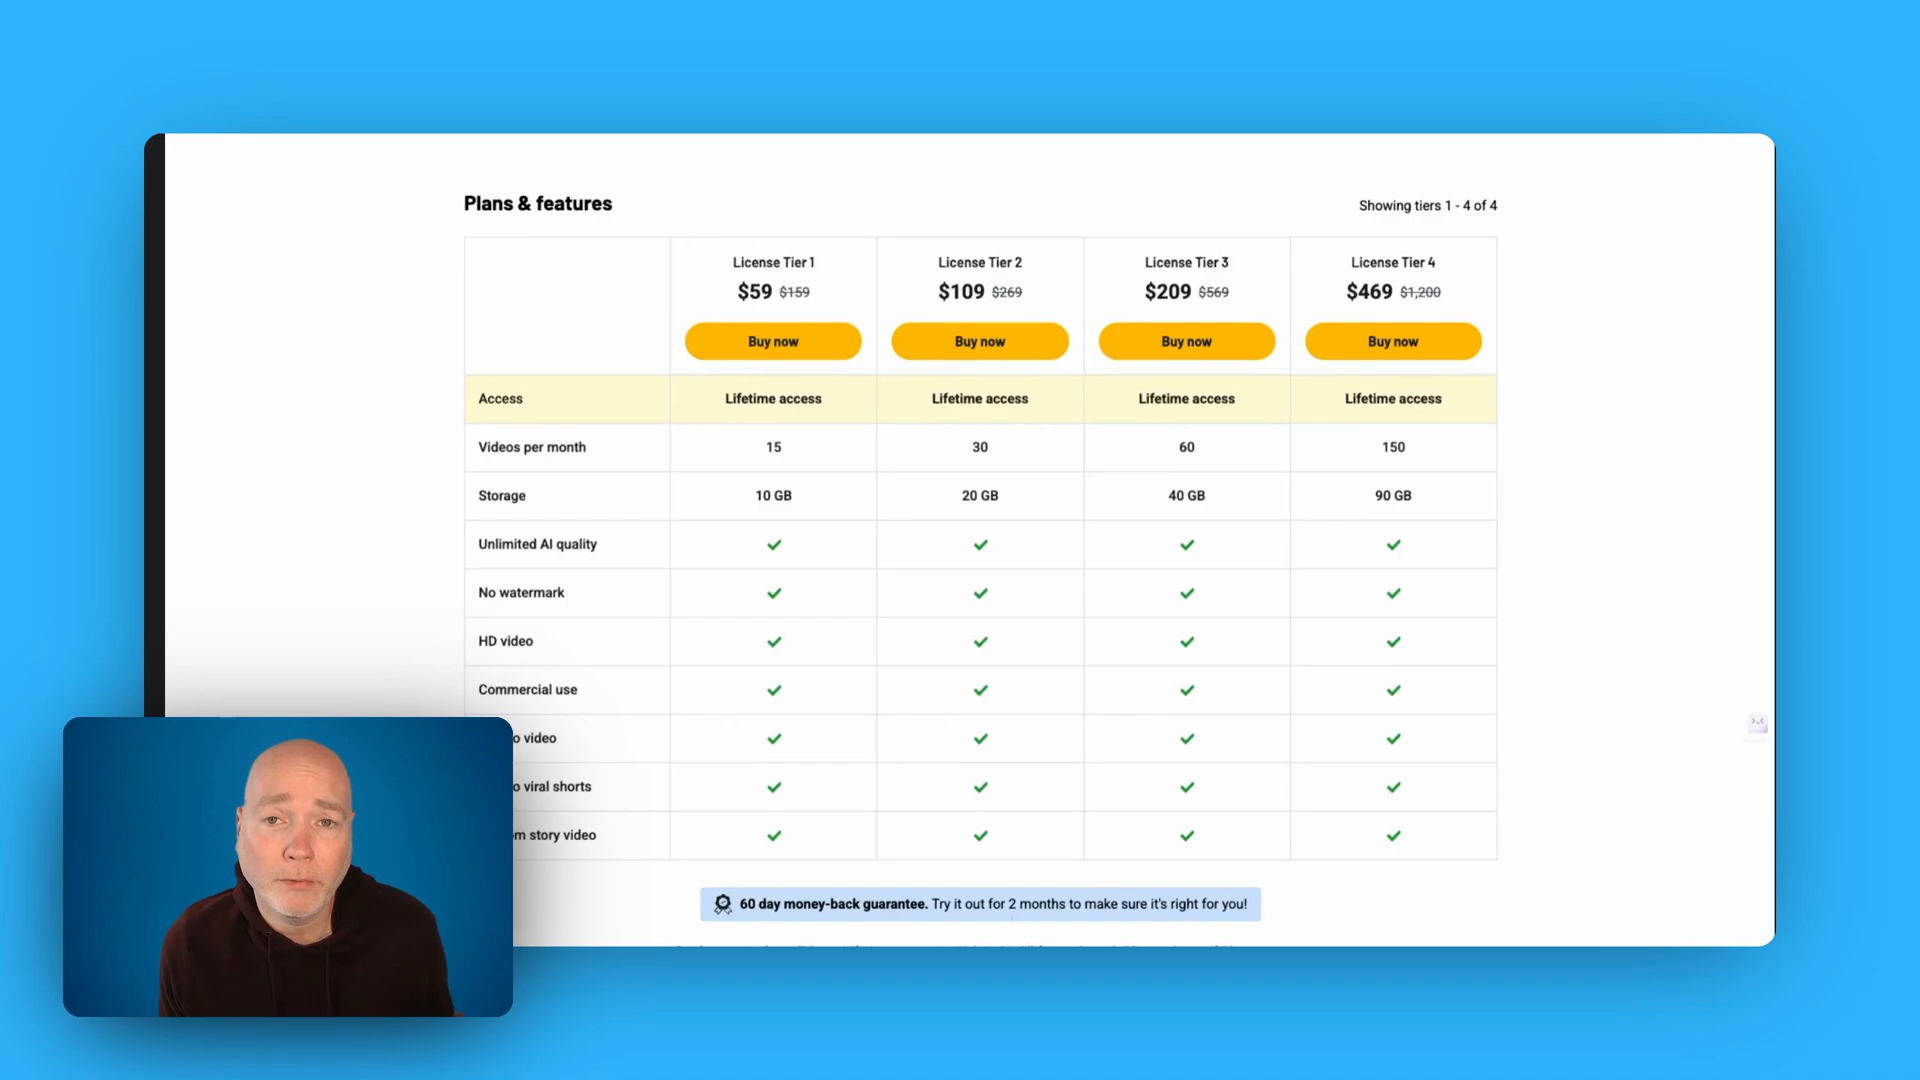 Plans & features
Showing tiers 1 - 4 of 4
License Tier 1
$59 $159
Buy now
License Tier 2
$109 $269
Buy now
License Tier 3
$209 $569
Buy now
License Tier 4
$469 $1,200
Buy now
Access Lifetime access Lifetime access Lifetime access Lifetime access
Videos per month 15 30 60 150
Storage 10 GB 20 GB 40 GB 90 GB
Unlimited AI quality
No watermark
HD video
Commercial use
o video
o viral shorts
m story video
60 day money-back guarantee. Try it out for 2 months to make sure it's right for you!